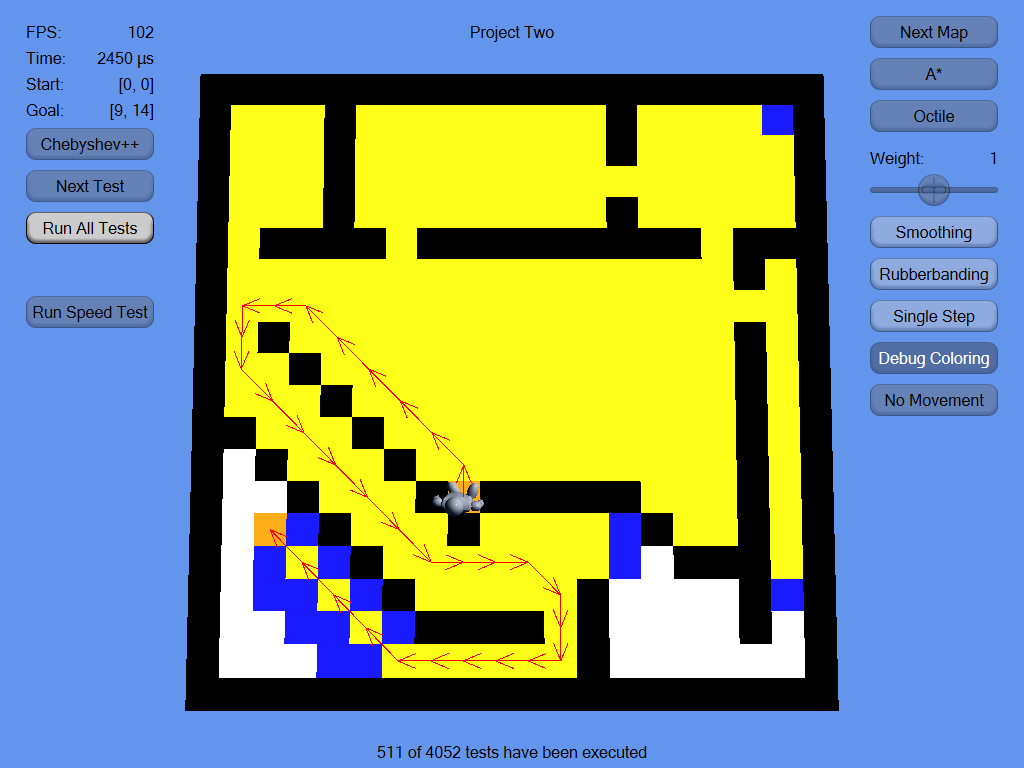 FPS: 102
Time: 2450 µs
Start: [0, 0]
Goal: [9, 14]
Chebyshev++
Next Test
Run All Tests
Run Speed Test
Project Two
Next Map
A*
Octile
Weight: 1
Smoothing
Rubberbanding
Single Step
Debug Coloring
No Movement
511 of 4052 tests have been executed